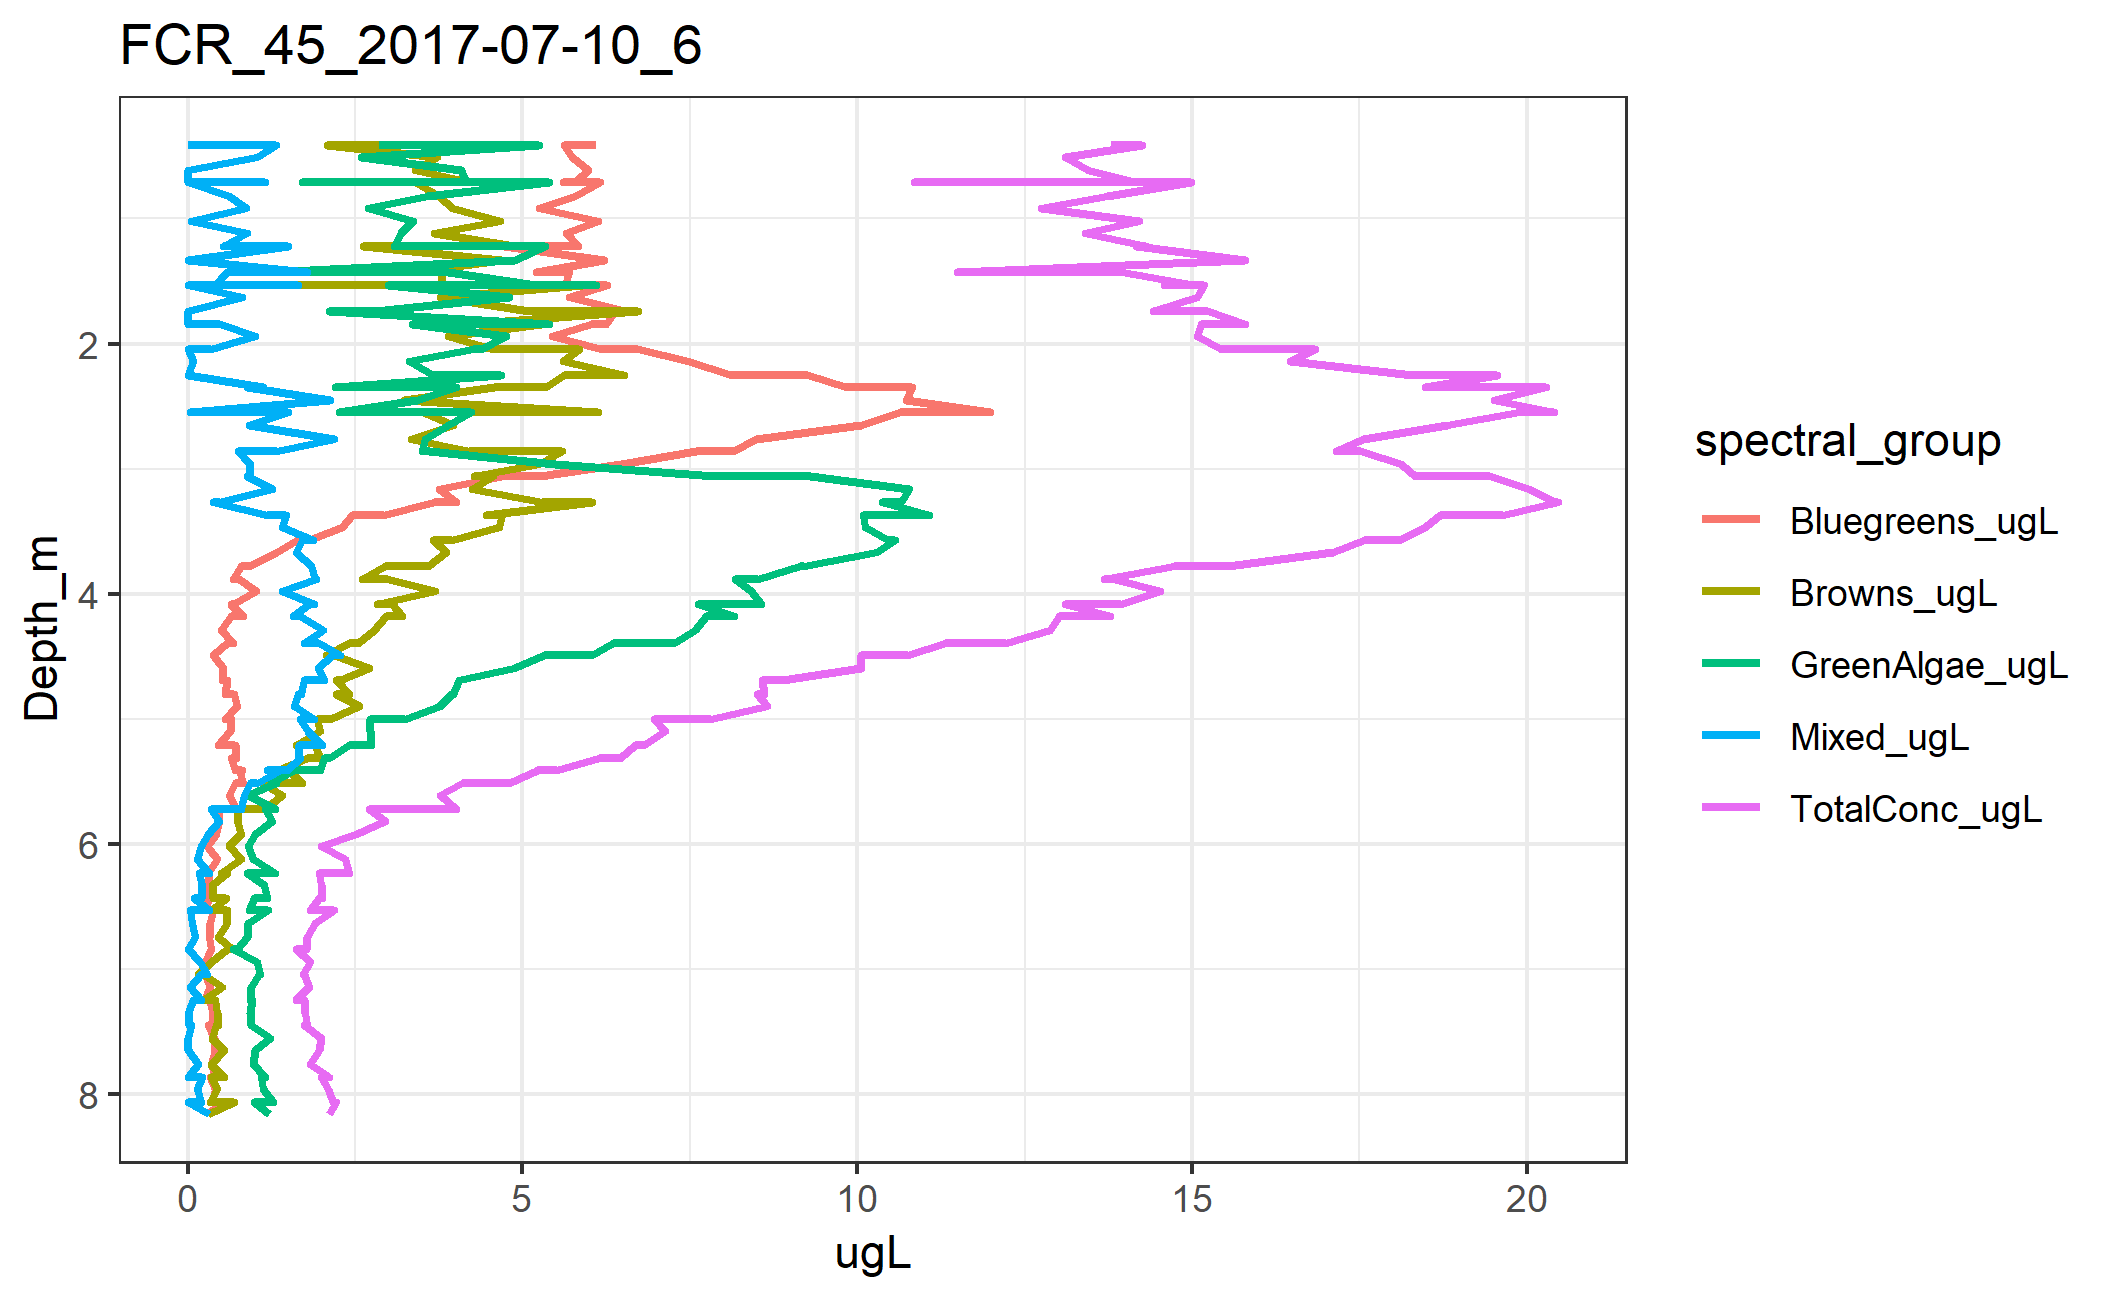 FCR_45_2017-07-10_6
Depth_m
2
4
6
8
0 5 10 15 20
ugL
spectral_group
Bluegreens_ugL
Browns_ugL
GreenAlgae_ugL
Mixed_ugL
TotalConc_ugL